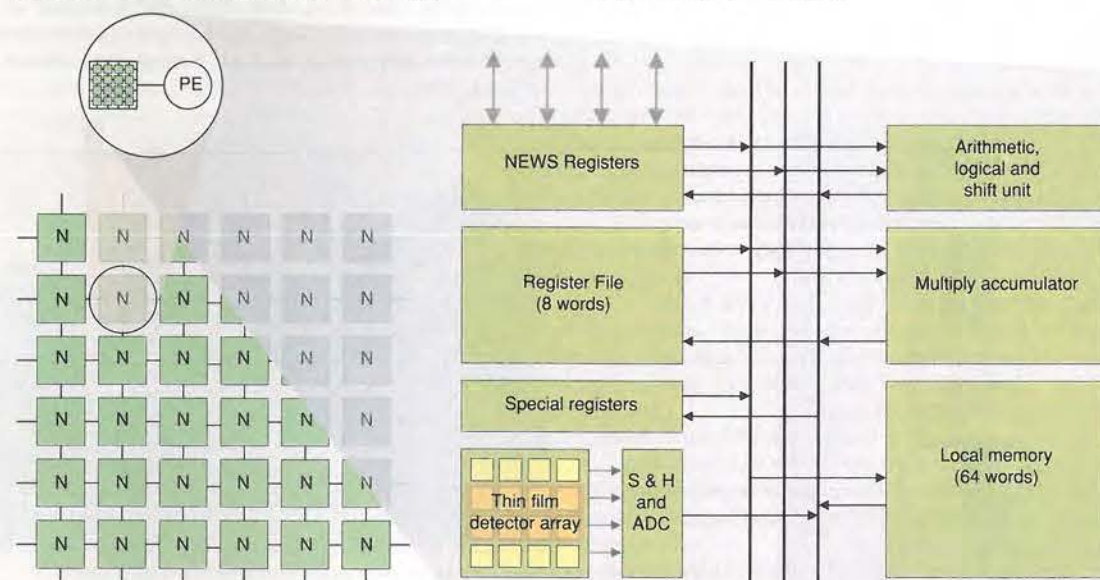 PE
NEWS Registers
Arithmetic,
logical and
shift unit
N N N N N N
N N N N N N
N N N N N N
N N N N N N
N N N N N N
N N N N N N
Register File
(8 words)
Multiply accumulator
Special registers
Local memory
(64 words)
Thin film
detector array
S & H
and
ADC